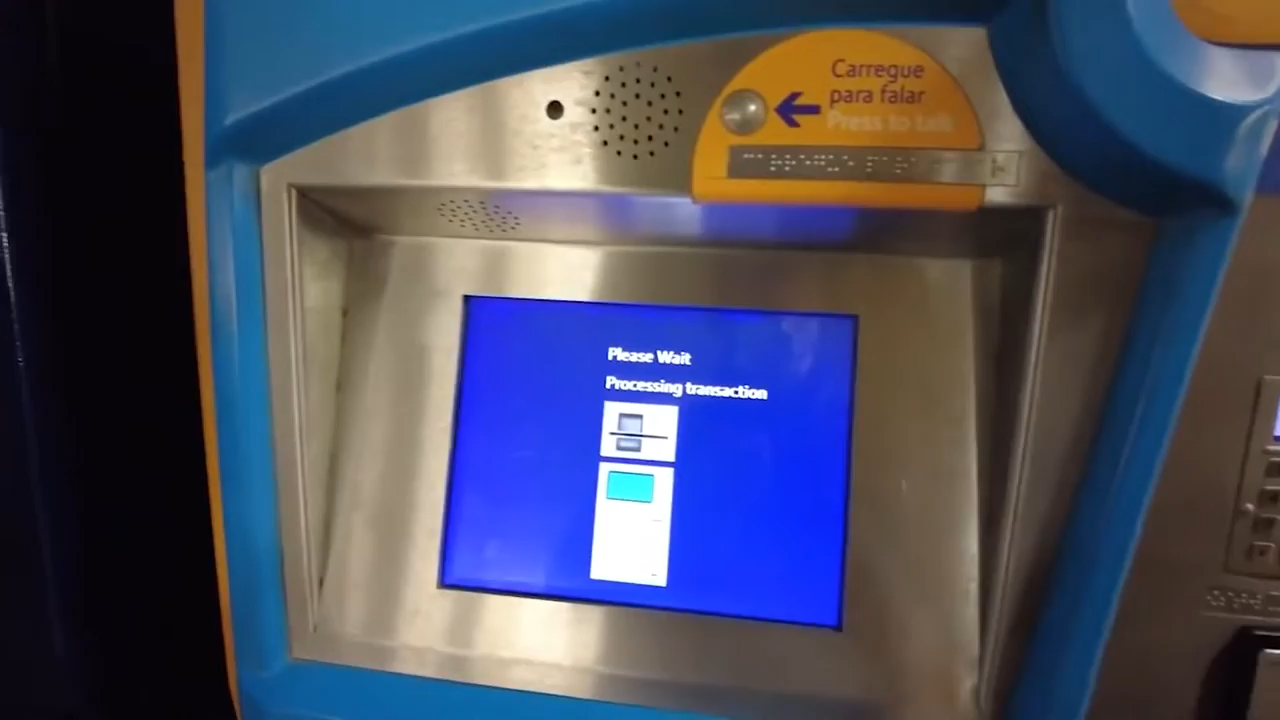 Carregue
para falar
Press to talk
Please Wait
Processing transaction